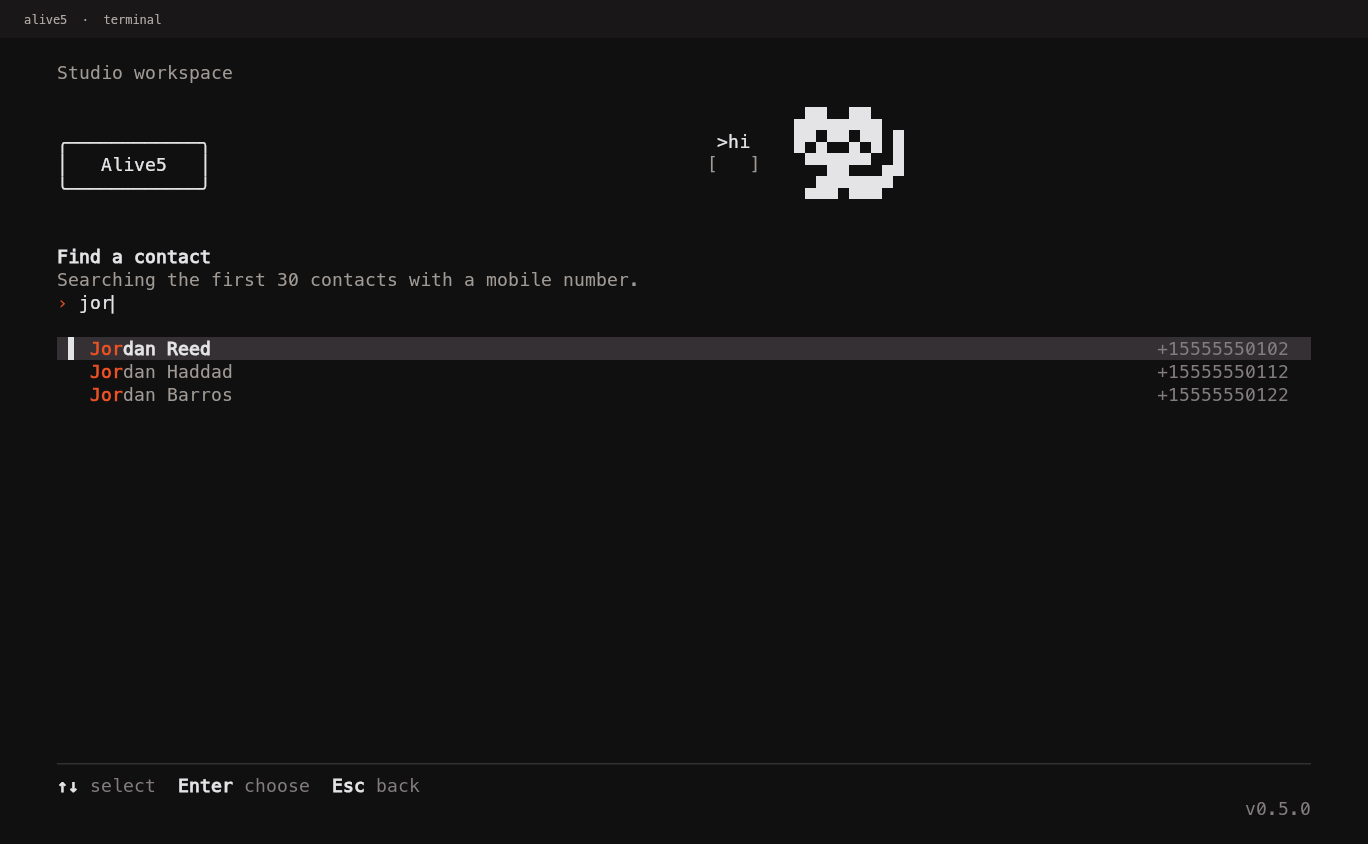 alive5 · terminal
Studio workspace
>hi
[ ]
Alive5
Find a contact
Searching the first 30 contacts with a mobile number.
› jor
Jordan Reed +15555550102
Jordan Haddad +15555550112
Jordan Barros +15555550122
↑↓ select Enter choose Esc back
v0.5.0